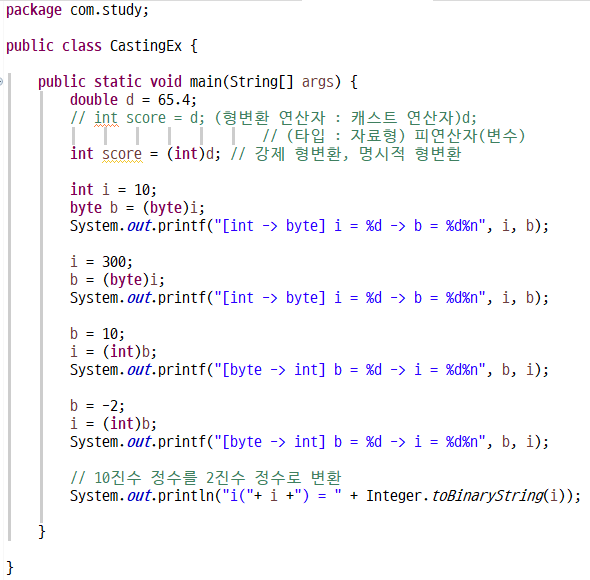 package com.study;
public class CastingEx {
public static void main(String[] args) {
double d = 65.4;
// int score = d; (형변환 연산자 : 캐스트 연산자)d;
// (타입 : 자료형) 피연산자(변수)
int score = (int)d; // 강제 형변환, 명시적 형변환
int i = 10;
byte b = (byte)i;
System.out.printf("[int -> byte] i = %d -> b = %d%n", i, b);
i = 300;
b = (byte)i;
System.out.printf("[int -> byte] i = %d -> b = %d%n", i, b);
b = 10;
i = (int)b;
System.out.printf("[byte -> int] b = %d -> i = %d%n", b, i);
b = -2;
i = (int)b;
System.out.printf("[byte -> int] b = %d -> i = %d%n", b, i);
// 10진수 정수를 2진수 정수로 변환
System.out.println("i("+ i +") = " + Integer.toBinaryString(i));
}
}